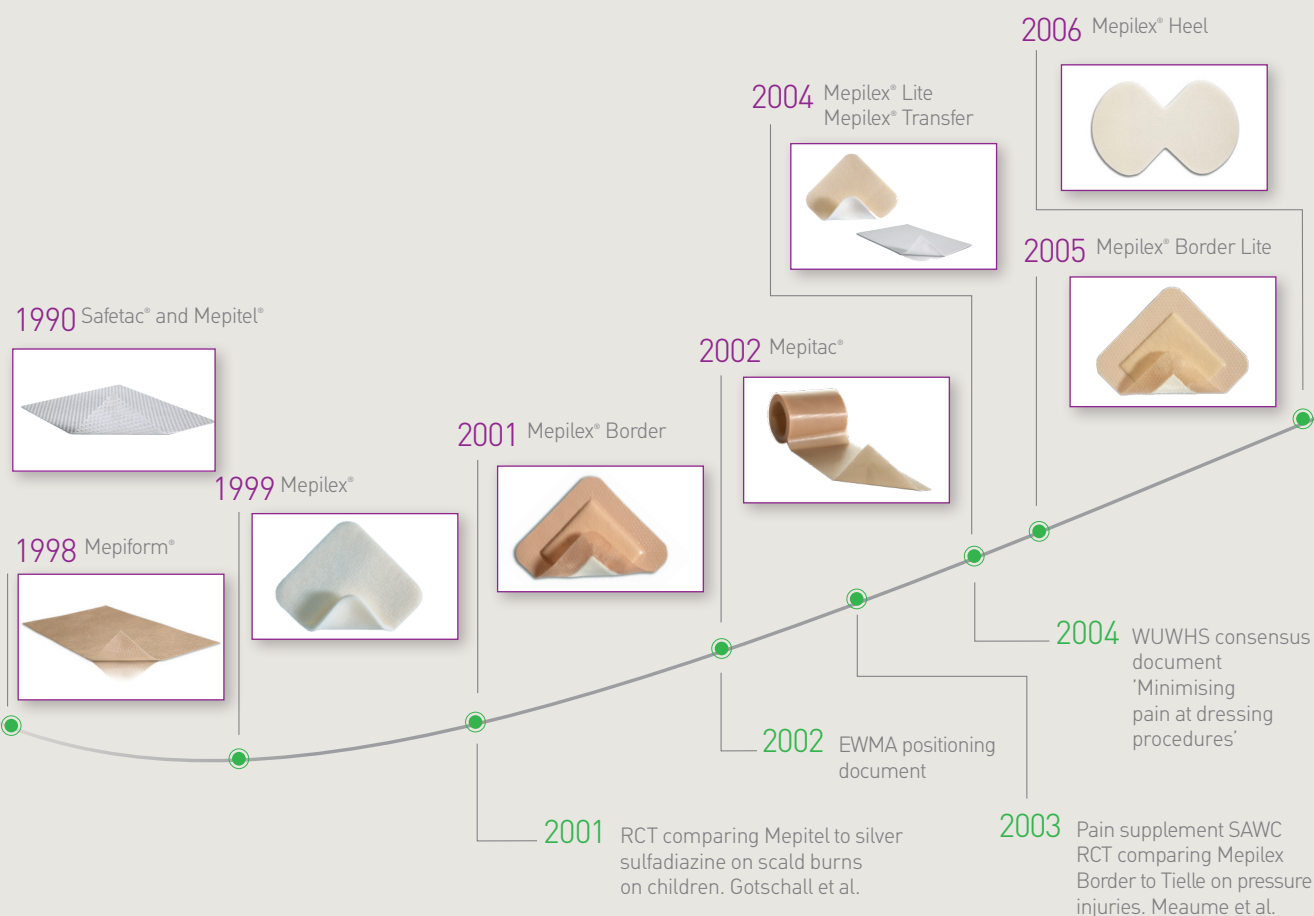 1990 Safetac® and Mepitel®
1998 Mepiform®
1999 Mepilex®
2001 Mepilex® Border
2002 Mepitac®
2004 Mepilex® Lite
Mepilex® Transfer
2005 Mepilex® Border Lite
2006 Mepilex® Heel
2001 RCT comparing Mepitel to silver
sulfadiazine on scald burns
on children. Gotschall et al.
2002 EWMA positioning
document
2003 Pain supplement SAWC
RCT comparing Mepilex
Border to Tielle on pressure
injuries. Meaume et al.
2004 WUWHS consensus
document
'Minimising
pain at dressing
procedures'